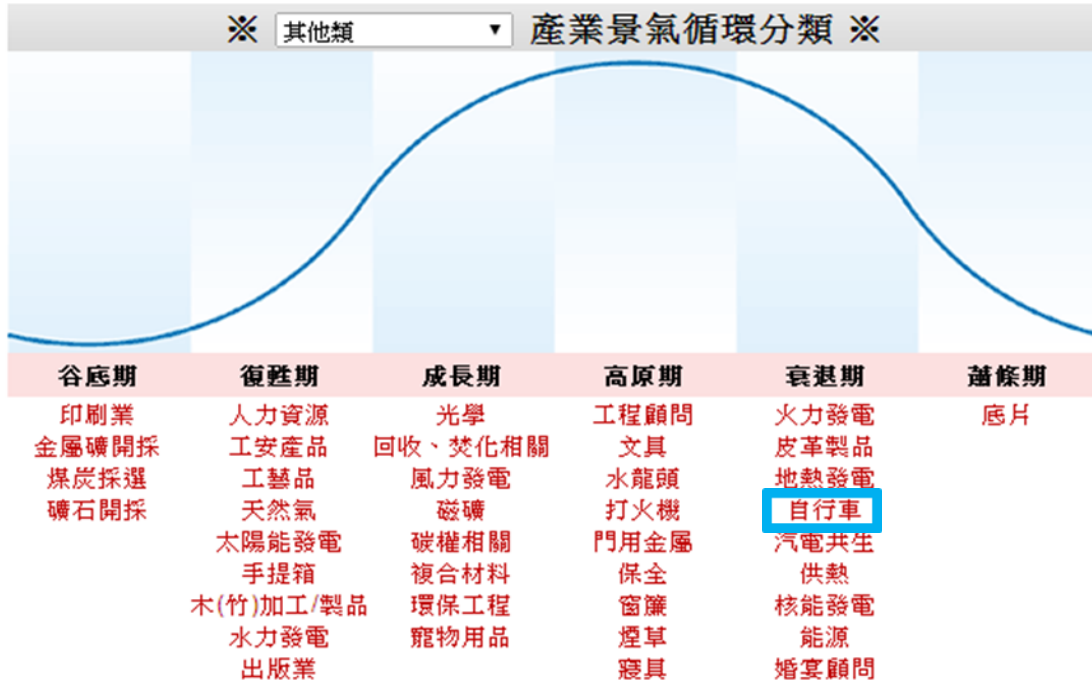 ※ 其他類 ▼ 產業景氣循環分類 ※
谷底期 復甦期 成長期 高原期 衰退期 蕭條期
印刷業 人力資源 光學 工程顧問 火力發電 底片
金屬礦開採 工安產品 回收、焚化相關 文具 皮革製品
煤炭採選 工藝品 風力發電 水龍頭 地熱發電
礦石開採 天然氣 磁礦 打火機 自行車
太陽能發電 碳權相關 門用金屬 汽電共生
手提箱 複合材料 保全 供熱
木(竹)加工/製品 環保工程 窗簾 核能發電
水力發電 寵物用品 煙草 能源
出版業 寢具 婚宴顧問